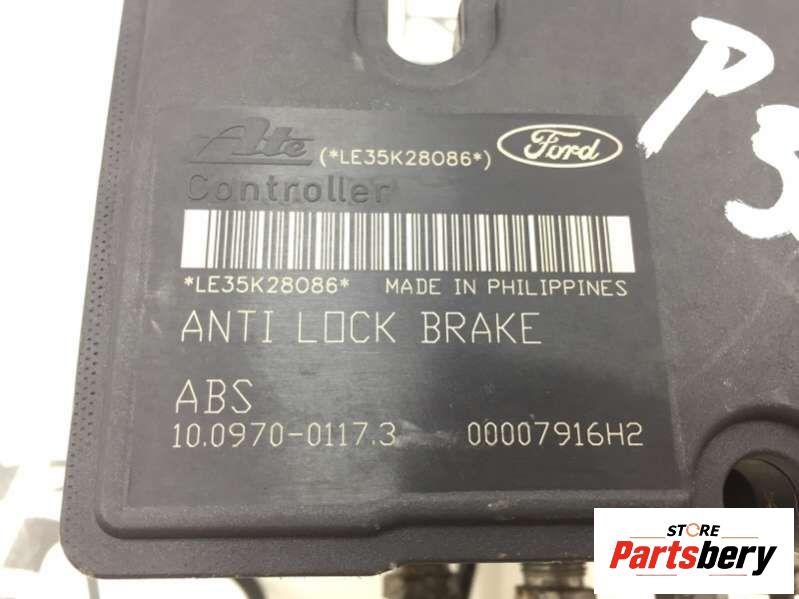 Ate (*LE35K28086*) Ford
Controller
*LE35K28086* MADE IN PHILIPPINES
ANTI LOCK BRAKE
ABS
10.0970-0117.3 00007916H2
P
STORE
Partsbery